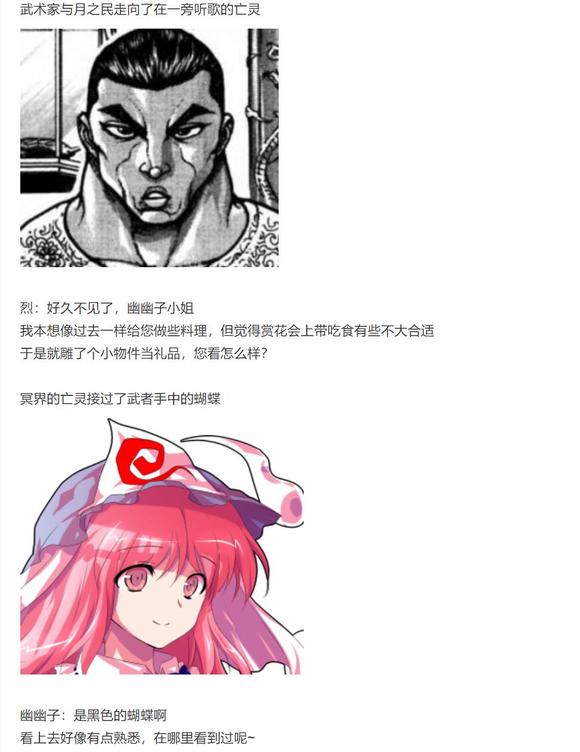 武术家与月之民走向了在一旁听歌的亡灵
烈：好久不见了，幽幽子小姐
我本想像过去一样给您做些料理，但觉得赏花会上带吃食有些不大合适
于是就雕了个小物件当礼品，您看怎么样？
冥界的亡灵接过了武者手中的蝴蝶
幽幽子：是黑色的蝴蝶啊
看上去好像有点熟悉，在哪里看到过呢~